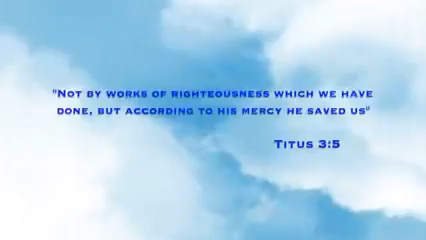 "Not by works of righteousness which we have
done, but according to his mercy he saved us"
Titus 3:5